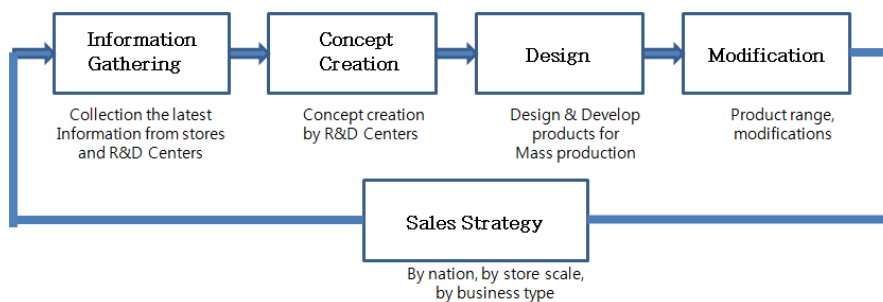 Information
Gathering
Concept
Creation
Design
Modification
Collection the latest
Information from stores
and R&D Centers
Concept creation
by R&D Centers
Design & Develop
products for
Mass production
Product range,
modifications
Sales Strategy
By nation, by store scale,
by business type